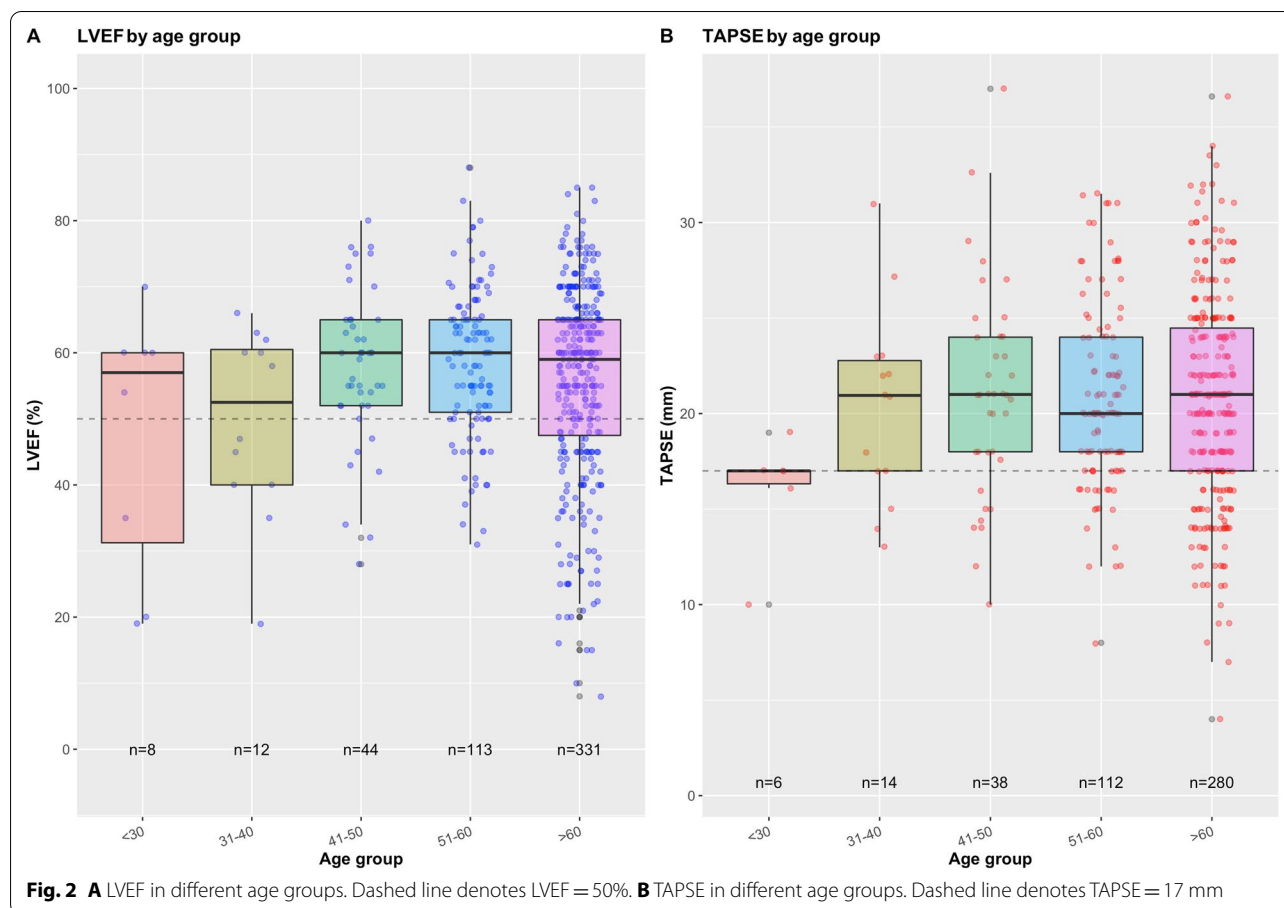 A LVEF by age group
100
80
60
40
20
0
LVEF (%)
n=8 n=12 n=44 n=113 n=331
<30 31-40 41-50 51-60 >60
Age group
B TAPSE by age group
30
20
10
0
TAPSE (mm)
n=6 n=14 n=38 n=112 n=280
<30 31-40 41-50 51-60 >60
Age group
Fig. 2 A LVEF in different age groups. Dashed line denotes LVEF = 50%. B TAPSE in different age groups. Dashed line denotes TAPSE = 17 mm